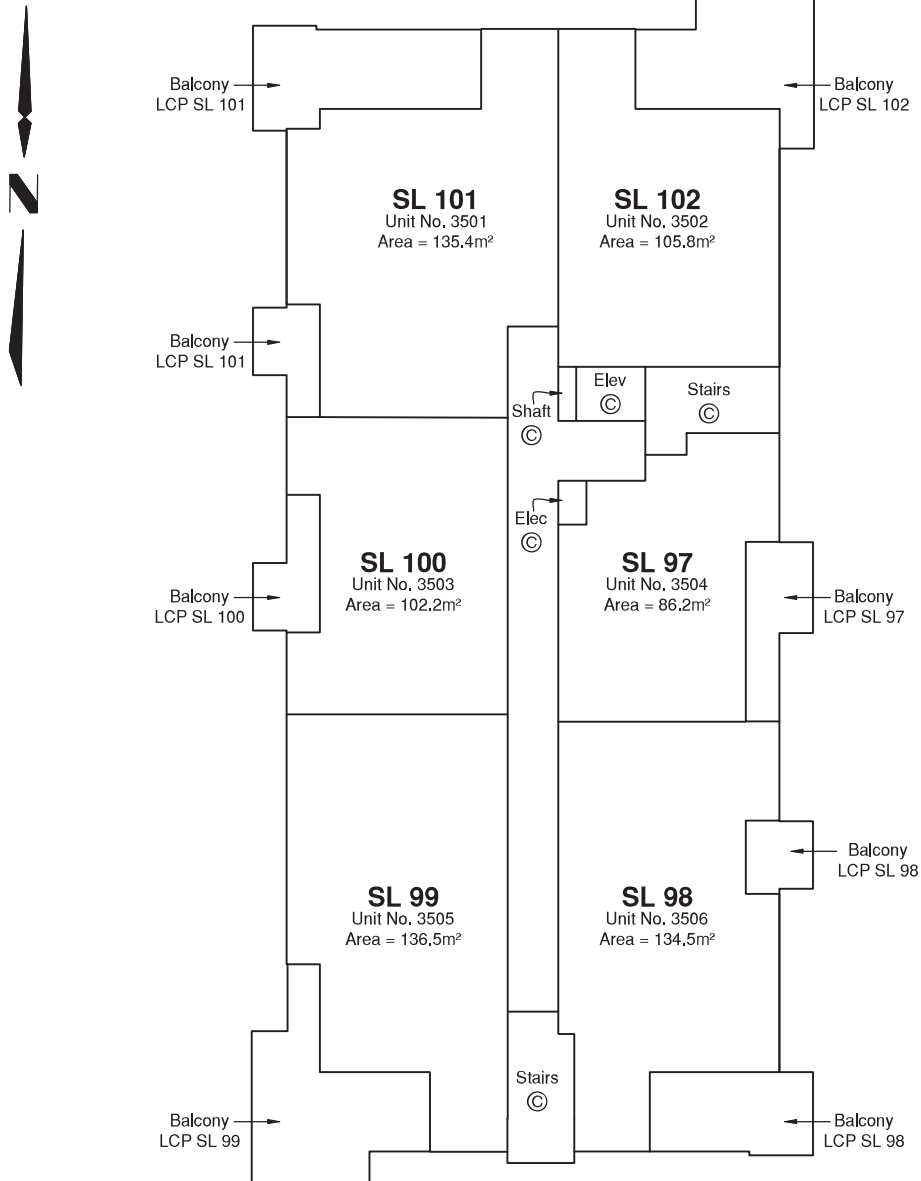 N
Balcony
LCP SL 101
Balcony
LCP SL 102
SL 101
Unit No. 3501
Area = 135.4m²
SL 102
Unit No. 3502
Area = 105.8m²
Balcony
LCP SL 101
Shaft
©
Elev
©
Stairs
©
Elec
©
SL 100
Unit No. 3503
Area = 102.2m²
SL 97
Unit No. 3504
Area = 86.2m²
Balcony
LCP SL 100
Balcony
LCP SL 97
SL 99
Unit No. 3505
Area = 136.5m²
SL 98
Unit No. 3506
Area = 134.5m²
Balcony
LCP SL 98
Stairs
©
Balcony
LCP SL 99
Balcony
LCP SL 98